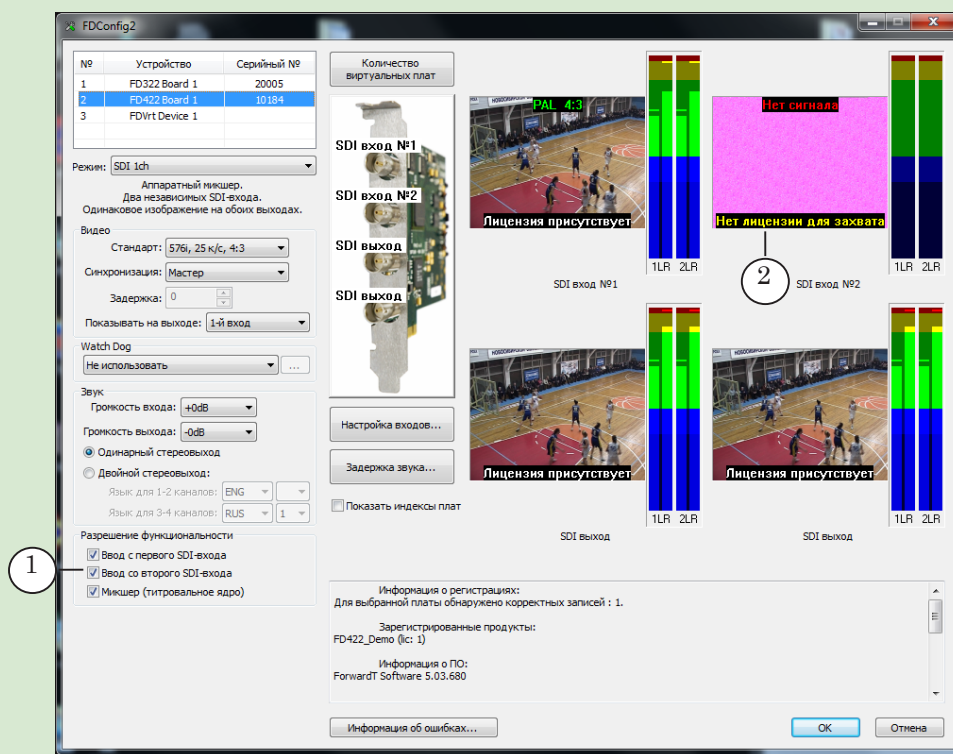 FDConfig2
№ Устройство Серийный №
1 FD322 Board 1 20005
2 FD422 Board 1 10184
3 FDVrt Device 1
Режим: SDI 1ch
Аппаратный микшер.
Два независимых SDI-входа.
Одинаковое изображение на обоих выходах.
Видео
Стандарт: 576i, 25 к/с, 4:3
Синхронизация: Мастер
Задержка: 0
Показывать на выходе: 1-й вход
Watch Dog
Не использовать ...
Звук
Громкость входа: +0dB
Громкость выхода: -0dB
Одинарный стереовыход
Двойной стереовыход:
Язык для 1-2 каналов: ENG
Язык для 3-4 каналов: RUS 1
Разрешение функциональности
Ввод с первого SDI-входа
1
Ввод со второго SDI-входа
Микшер (титровальное ядро)
Количество
виртуальных плат
SDI вход №1
SDI вход №2
SDI выход
SDI выход
Настройка входов...
Задержка звука...
Показать индексы плат
PAL 4:3
Лицензия присутствует
1LR 2LR
SDI вход №1
Нет сигнала
Нет лицензии для захвата
2
1LR 2LR
SDI вход №2
НОВОСИБИРСК
Лицензия присутствует
1LR 2LR
SDI выход
НОВОСИБИРСК
Лицензия присутствует
1LR 2LR
SDI выход
Информация о регистрациях:
Для выбранной платы обнаружено корректных записей : 1.
Зарегистрированные продукты:
FD422_Demo (lic: 1)
Информация о ПО:
ForwardT Software 5.03.680
Информация об ошибках...
OK Отмена